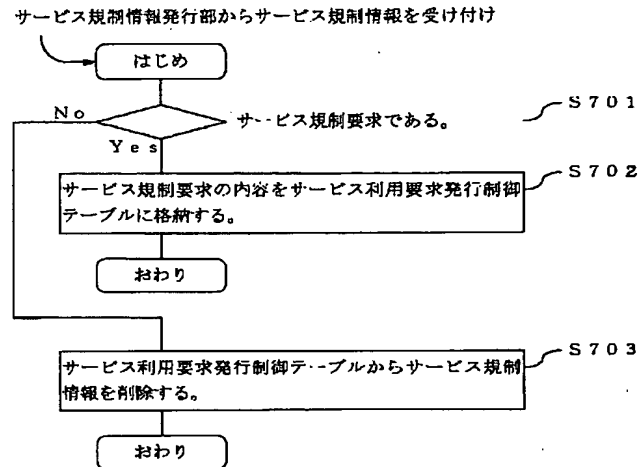 サービス規制情報発行部からサービス規制情報を受け付け
はじめ
No
サービス規制要求である。
S701
Yes
S702
サービス規制要求の内容をサービス利用要求発行制御
テーブルに格納する。
おわり
S703
サービス利用要求発行制御テーブルからサービス規制
情報を削除する。
おわり